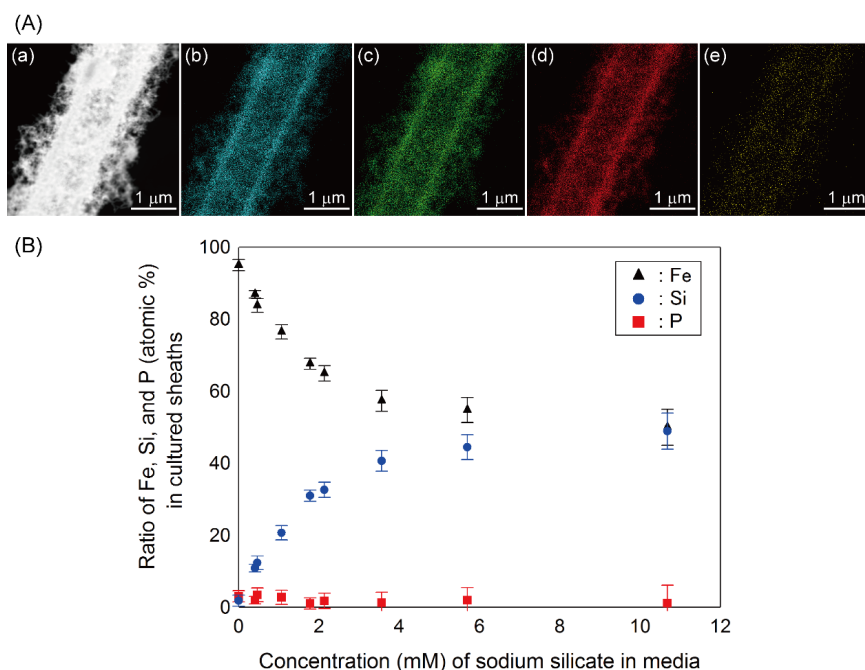 (A)
(a) (b) (c) (d) (e)
1 μm 1 μm 1 μm 1 μm 1 μm
(B)
Ratio of Fe, Si, and P (atomic %)
in cultured sheaths
100
80
60
40
20
0
: Fe
: Si
: P
0 2 4 6 8 10 12
Concentration (mM) of sodium silicate in media